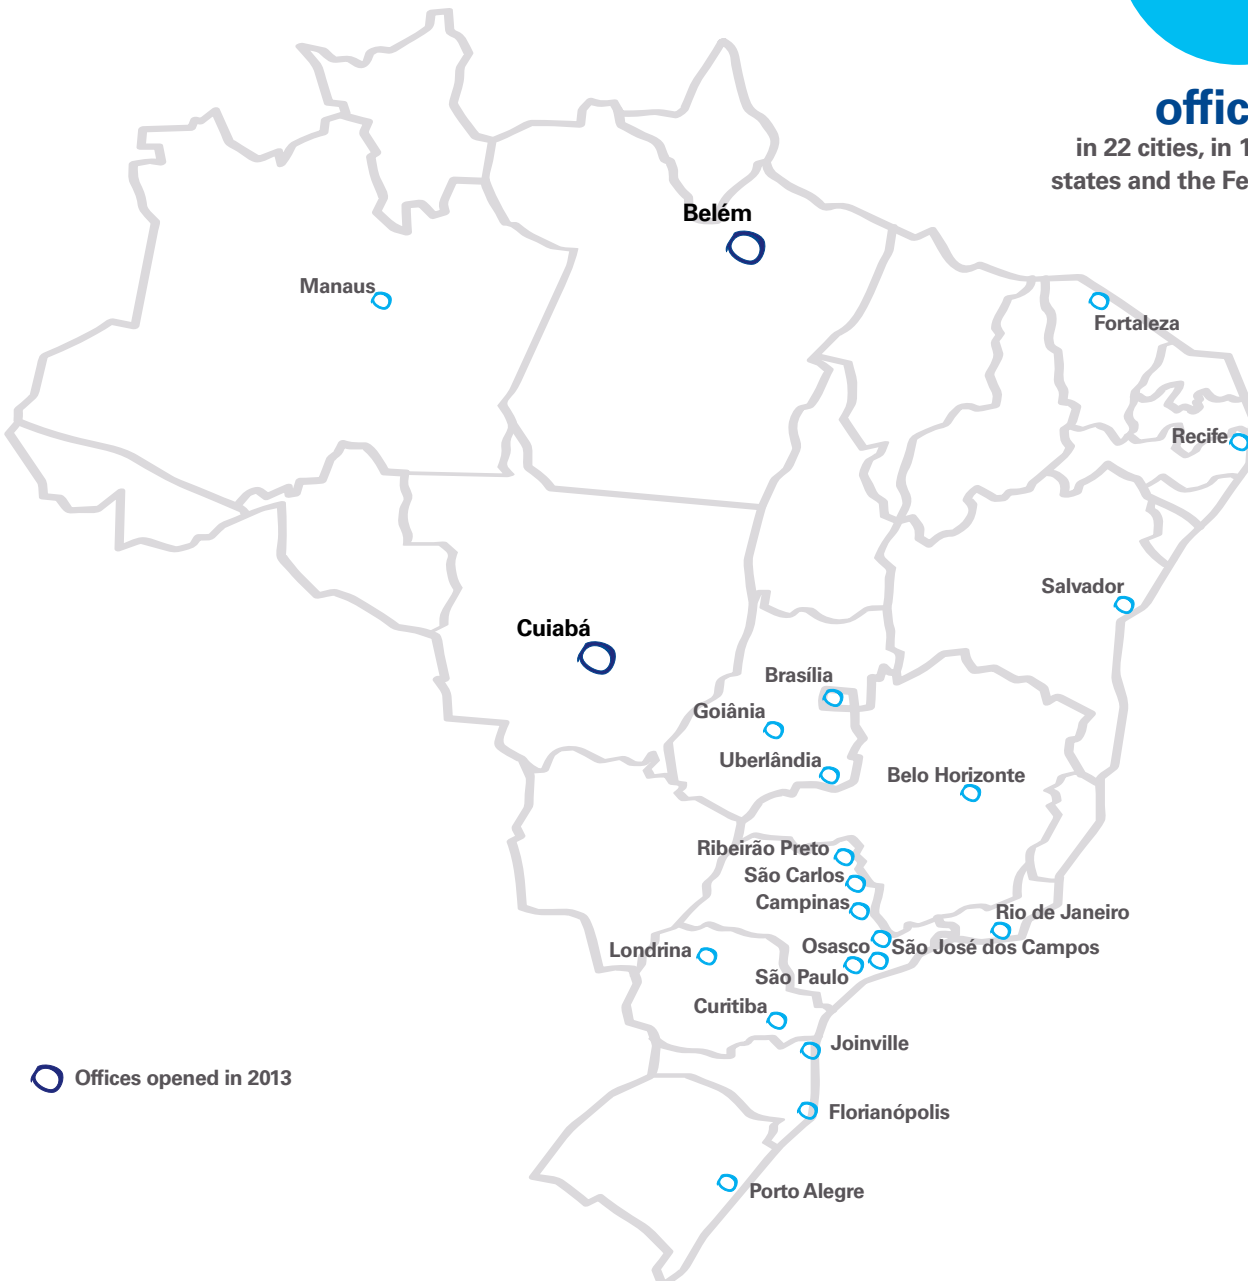 offic
in 22 cities, in 1
states and the Fe
Belém
Manaus
Fortaleza
Recife
Salvador
Cuiabá
Brasília
Goiânia
Uberlândia
Belo Horizonte
Ribeirão Preto
São Carlos
Campinas
Rio de Janeiro
Osasco
São José dos Campos
Londrina
São Paulo
Curitiba
Joinville
Offices opened in 2013
Florianópolis
Porto Alegre